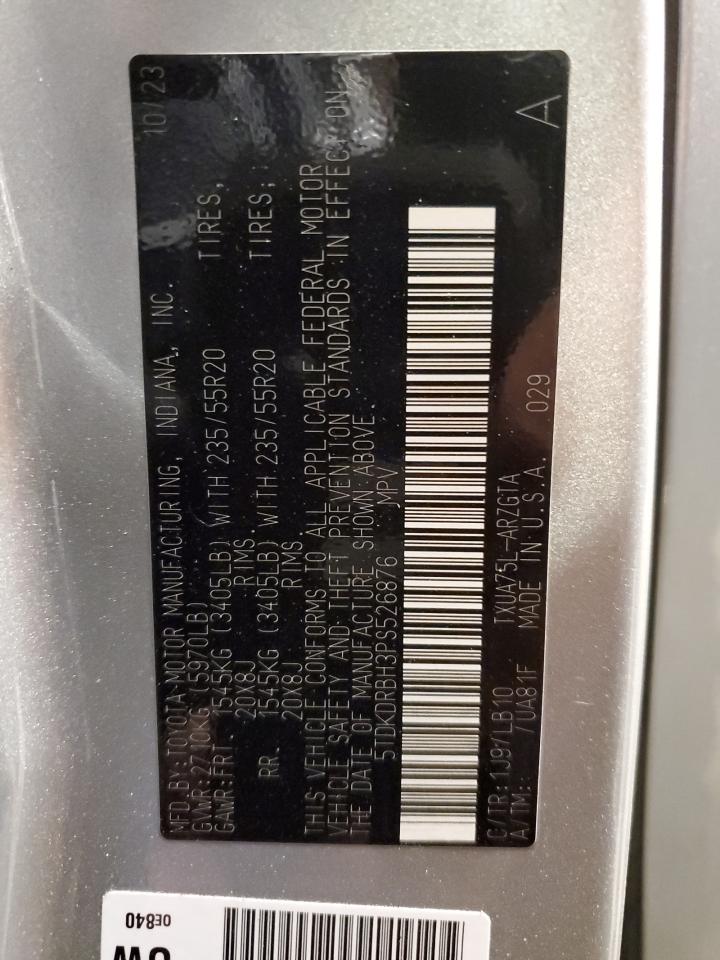 MFD.BY:TOYOTA MOTOR MANUFACTURING, INDIANA, INC. 10/23
GVWR:2710KG (5970LB)
GAWR:FRT. 1545KG (3405LB) WITH 235/55R20 TIRES,
20X8J RIMS.
RR. 1545KG (3405LB) WITH 235/55R20 TIRES;
20X8J RIMS
THIS VEHICLE CONFORMS TO ALL APPLICABLE FEDERAL MOTOR
VEHICLE SAFETY AND THEFT PREVENTION STANDARDS IN EFFECT ON
THE DATE OF MANUFACTURE SHOWN ABOVE.
5TDKDRBH3PS526876 MPV
C/TR:1J9/LB10 TXUA75L-ARZGTA
A/TM: /UA81F MADE IN U.S.A. 029 A
0E840